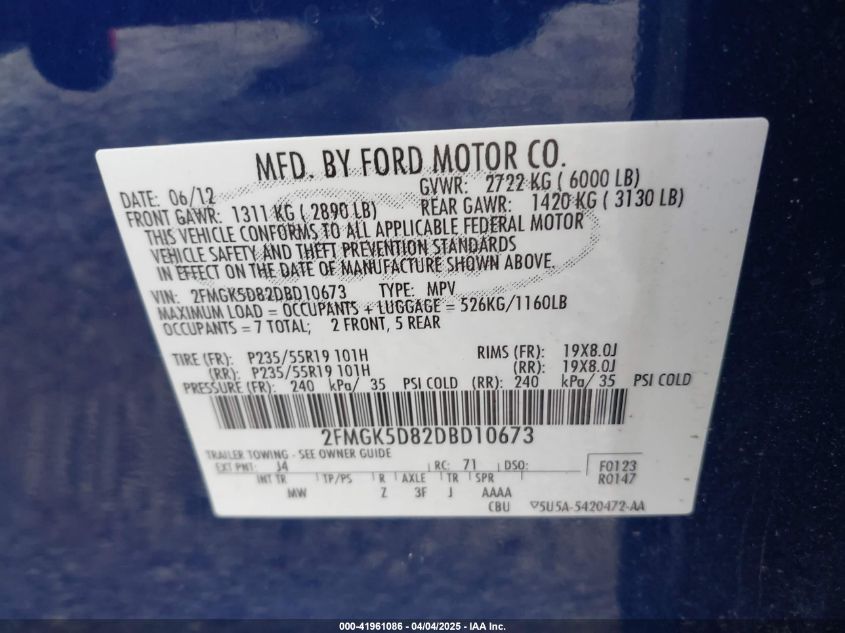 MFD. BY FORD MOTOR CO.
DATE: 06/12 GVWR: 2722 KG ( 6000 LB)
FRONT GAWR: 1311 KG ( 2890 LB) REAR GAWR: 1420 KG ( 3130 LB)
THIS VEHICLE CONFORMS TO ALL APPLICABLE FEDERAL MOTOR
VEHICLE SAFETY AND THEFT PREVENTION STANDARDS
IN EFFECT ON THE DATE OF MANUFACTURE SHOWN ABOVE.
VIN: 2FMGK5D82DBD10673 TYPE: MPV
MAXIMUM LOAD = OCCUPANTS + LUGGAGE = 526KG/1160LB
OCCUPANTS = 7 TOTAL; 2 FRONT, 5 REAR
TIRE (FR): P235/55R19 101H RIMS (FR): 19X8.0J
(RR): P235/55R19 101H (RR): 19X8.0J
PRESSURE (FR): 240 kPa/ 35 PSI COLD (RR): 240 kPa/ 35 PSI COLD
2FMGK5D82DBD10673
TRAILER TOWING - SEE OWNER GUIDE
EXT PNT: J4 RC: 71 DSO: F0123
INT TR TP/PS R AXLE TR SPR R0147
MW Z 3F J AAAA
CBU 5U5A-5420472-AA
000-41961086 - 04/04/2025 - IAA Inc.